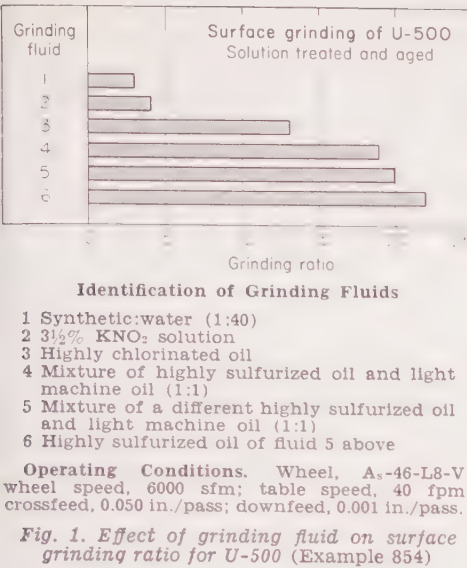 Grinding
fluid
Surface grinding of U-500
Solution treated and aged
1
2
3
4
5
6
Grinding ratio
Identification of Grinding Fluids
1 Synthetic:water (1:40)
2 3½% KNO₂ solution
3 Highly chlorinated oil
4 Mixture of highly sulfurized oil and light
machine oil (1:1)
5 Mixture of a different highly sulfurized oil
and light machine oil (1:1)
6 Highly sulfurized oil of fluid 5 above
Operating Conditions. Wheel, Aₛ-46-L8-V
wheel speed, 6000 sfm; table speed, 40 fpm
crossfeed, 0.050 in./pass; downfeed, 0.001 in./pass.
Fig. 1. Effect of grinding fluid on surface
grinding ratio for U-500 (Example 854)